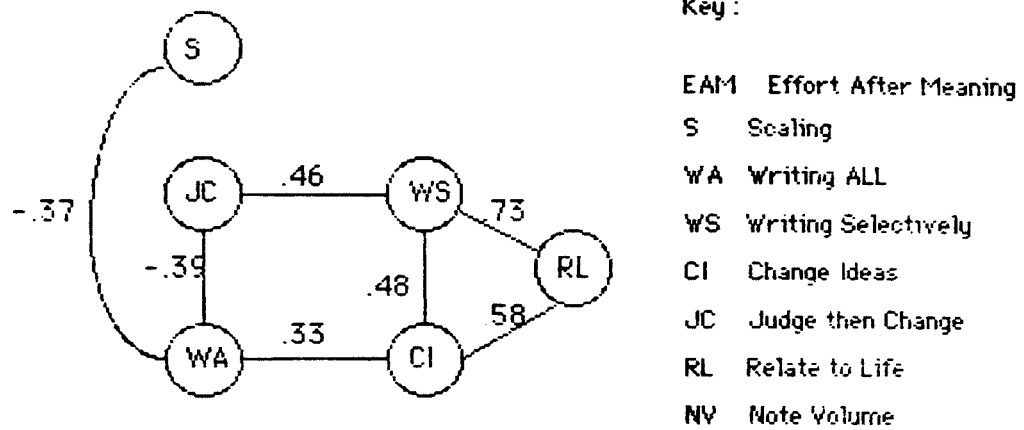 Key :
S
EAM Effort After Meaning
S Scaling
-.37
JC
.46
WS
WA Writing ALL
.73
WS Writing Selectively
-.39
.48
RL
CI Change Ideas
.58
JC Judge then Change
WA
.33
CI
RL Relate to Life
NV Note Volume